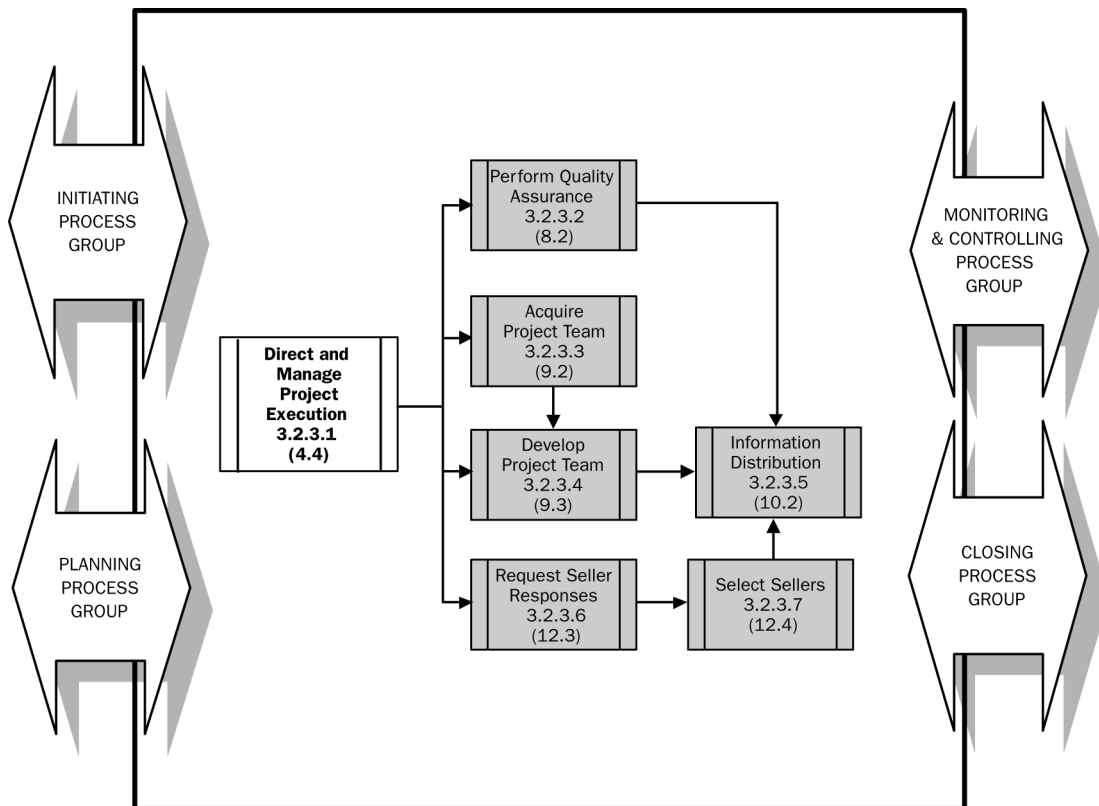 INITIATING
PROCESS
GROUP
PLANNING
PROCESS
GROUP
Direct and
Manage
Project
Execution
3.2.3.1
(4.4)
Perform Quality
Assurance
3.2.3.2
(8.2)
Acquire
Project Team
3.2.3.3
(9.2)
Develop
Project Team
3.2.3.4
(9.3)
Request Seller
Responses
3.2.3.6
(12.3)
Information
Distribution
3.2.3.5
(10.2)
Select Sellers
3.2.3.7
(12.4)
MONITORING
& CONTROLLING
PROCESS
GROUP
CLOSING
PROCESS
GROUP